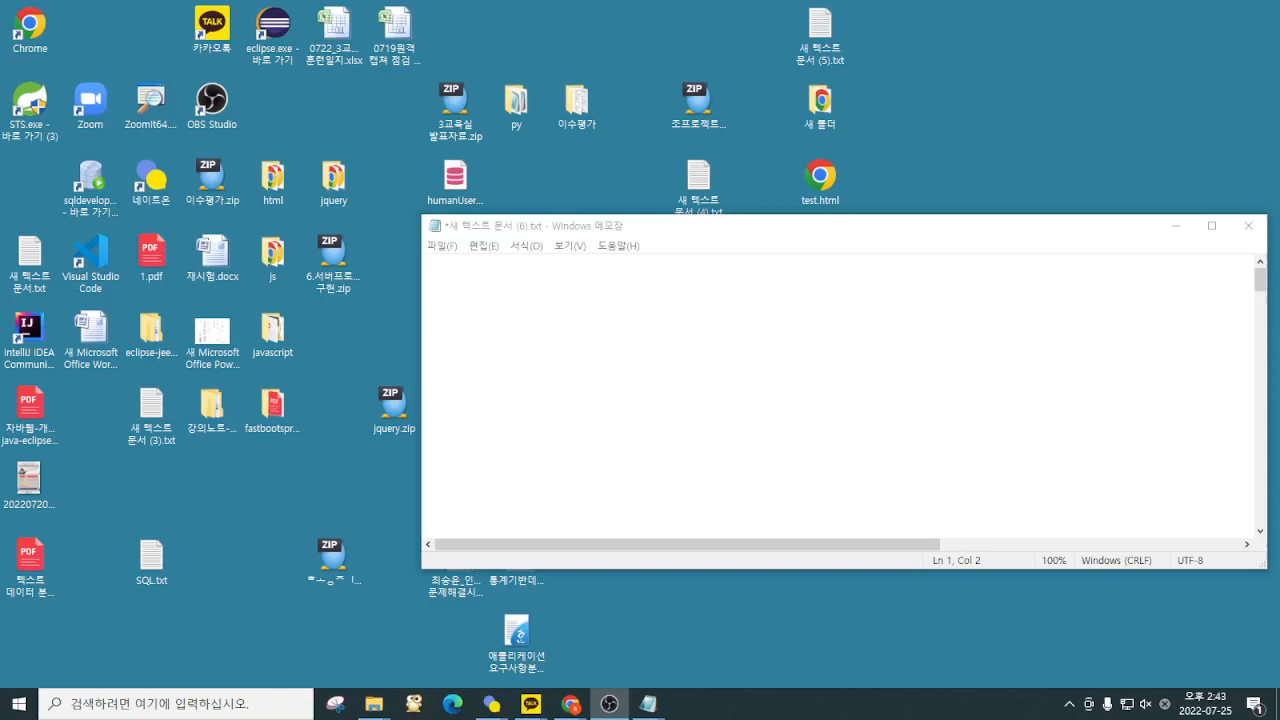 Chrome
카카오톡
eclipse.exe -
바로 가기
0722_3교...
훈련일지.xlsx
0719원격
캡쳐 점검 ...
새 텍스트
문서 (5).txt
STS.exe -
바로 가기 (3)
Zoom
ZoomIt64....
OBS Studio
ZIP
3교육실
발표자료.zip
py
이수평가
ZIP
조프로젝트...
새 폴더
sqldevelop...
- 바로 가기...
네이트온
ZIP
이수평가.zip
html
jquery
humanUser...
새 텍스트
문서 (4).txt
test.html
*새 텍스트 문서 (6).txt - Windows 메모장
파일(F) 편집(E) 서식(O) 보기(V) 도움말(H)
새 텍스트
문서.txt
Visual Studio
Code
PDF
1.pdf
재시험.docx
js
ZIP
6.서버프로...
구현.zip
IJ
IntelliJ IDEA
Communi...
새 Microsoft
Office Wor...
eclipse-jee...
새 Microsoft
Office Pow...
javascript
PDF
자바웹-개...
java-eclipse...
새 텍스트
문서 (3).txt
강의노트-...
fastbootspr...
ZIP
jquery.zip
20220720...
Ln 1, Col 2 100% Windows (CRLF) UTF-8
PDF
텍스트
데이터 분...
SQL.txt
ZIP
최승윤_인...
문제해결시...
통계기반데...
애플리케이션
요구사항분...
검색하려면 여기에 입력하십시오.
TALK
오후 2:43
2022-07-25